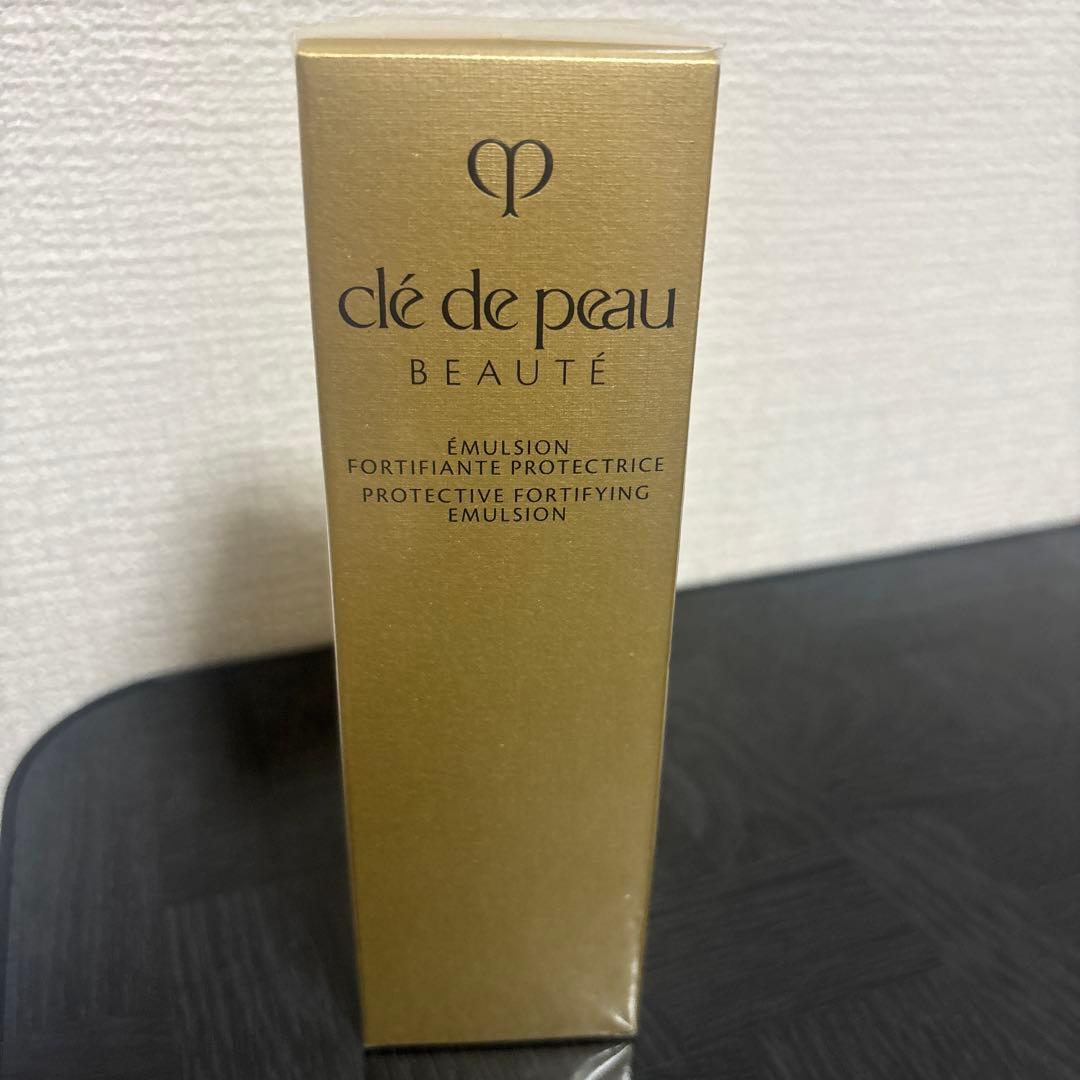 clé de peau
BEAUTÉ
ÉMULSION
FORTIFIANTE PROTECTRICE
PROTECTIVE FORTIFYING
EMULSION